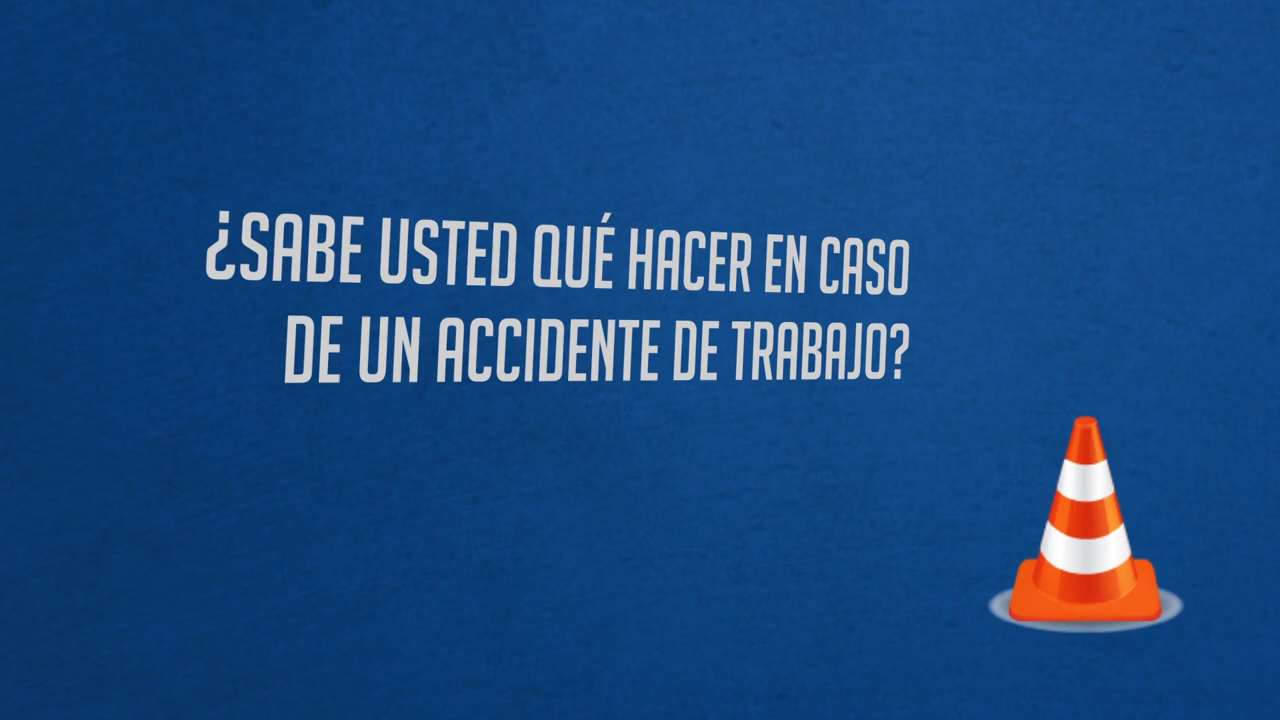 ¿SABE USTED QUÉ HACER EN CASO
DE UN ACCIDENTE DE TRABAJO?